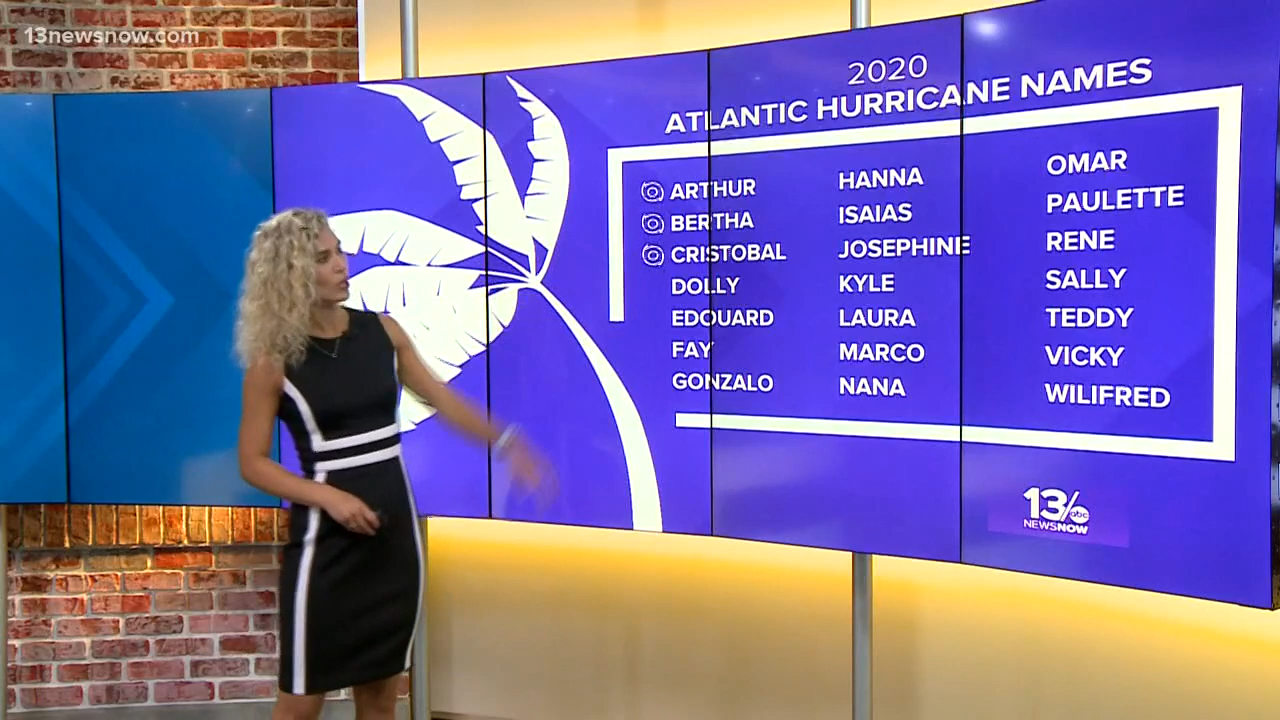 13newsnow.com
2020
ATLANTIC HURRICANE NAMES
ARTHUR
BERTHA
CRISTOBAL
DOLLY
EDOUARD
FAY
GONZALO
HANNA
ISAIAS
JOSEPHINE
KYLE
LAURA
MARCO
NANA
OMAR
PAULETTE
RENE
SALLY
TEDDY
VICKY
WILIFRED
13 abc
NEWSNOW